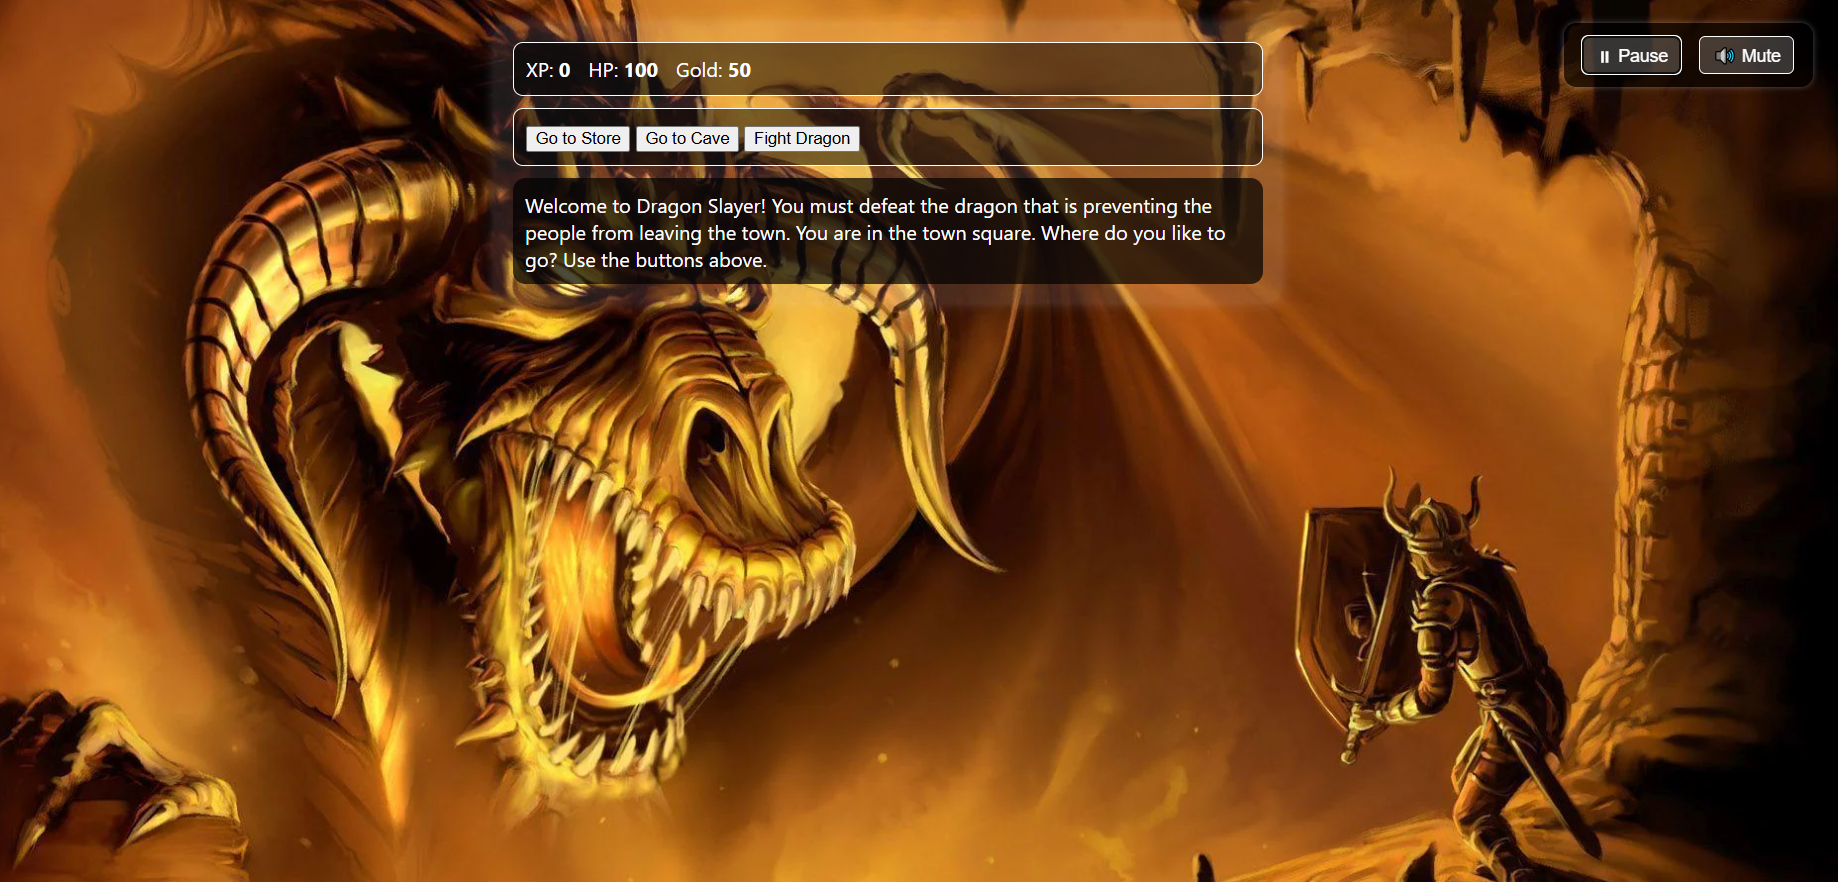 XP: 0 HP: 100 Gold: 50
Pause Mute
Go to Store Go to Cave Fight Dragon
Welcome to Dragon Slayer! You must defeat the dragon that is preventing the
people from leaving the town. You are in the town square. Where do you like to
go? Use the buttons above.